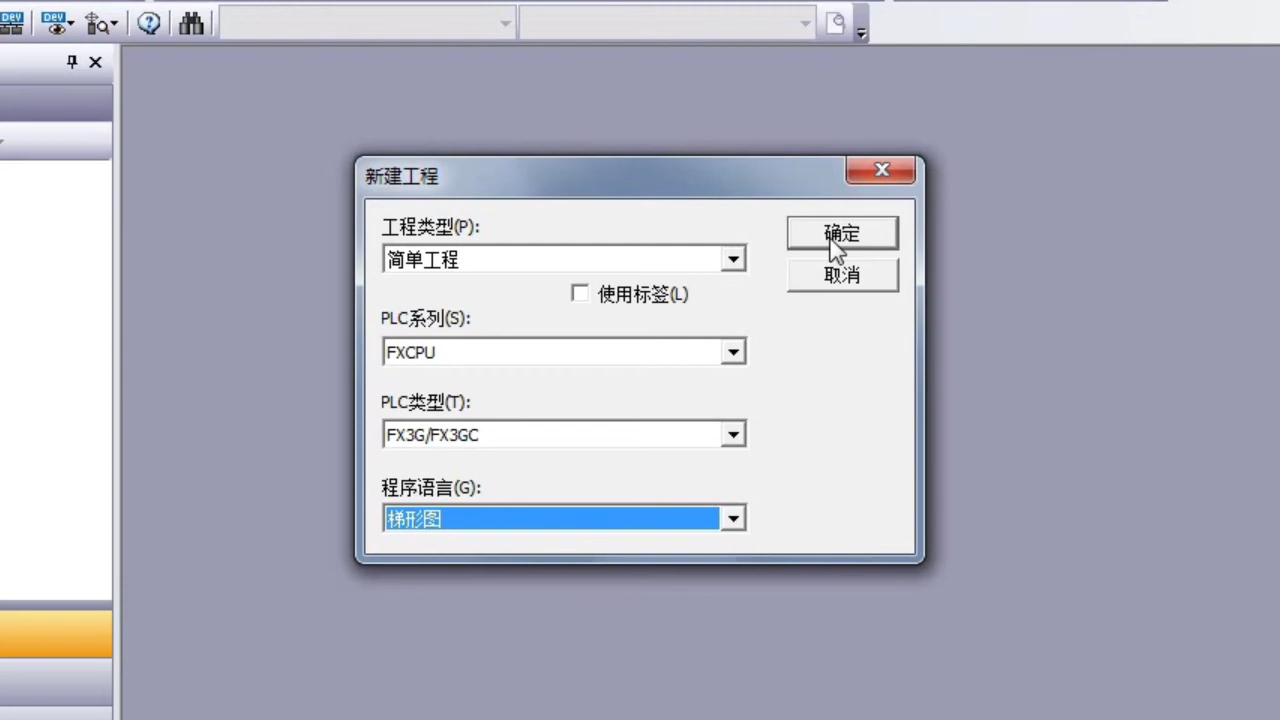 DEV
DEV
新建工程
工程类型(P):
确定
简单工程
取消
使用标签(L)
PLC系列(S):
FXCPU
PLC类型(T):
FX3G/FX3GC
程序语言(G):
梯形图